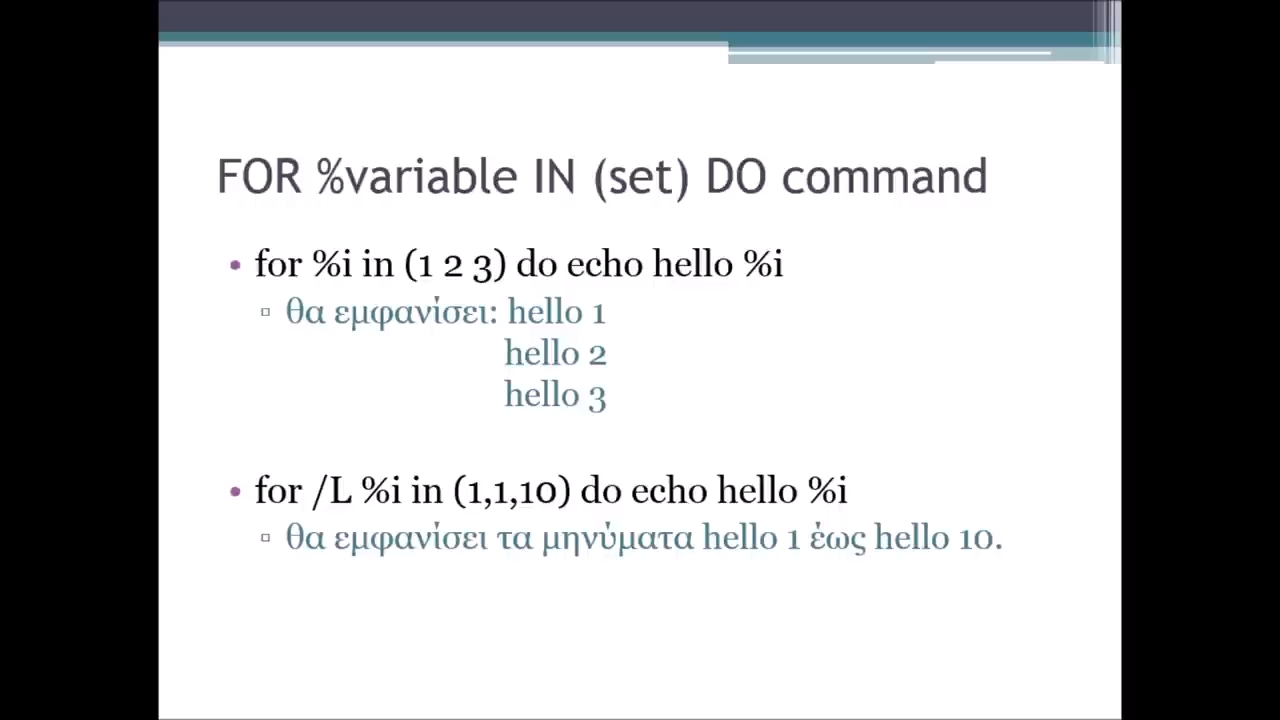 FOR %variable IN (set) DO command
• for %i in (1 2 3) do echo hello %i
▫ θα εμφανίσει: hello 1
hello 2
hello 3
• for /L %i in (1,1,10) do echo hello %i
▫ θα εμφανίσει τα μηνύματα hello 1 έως hello 10.